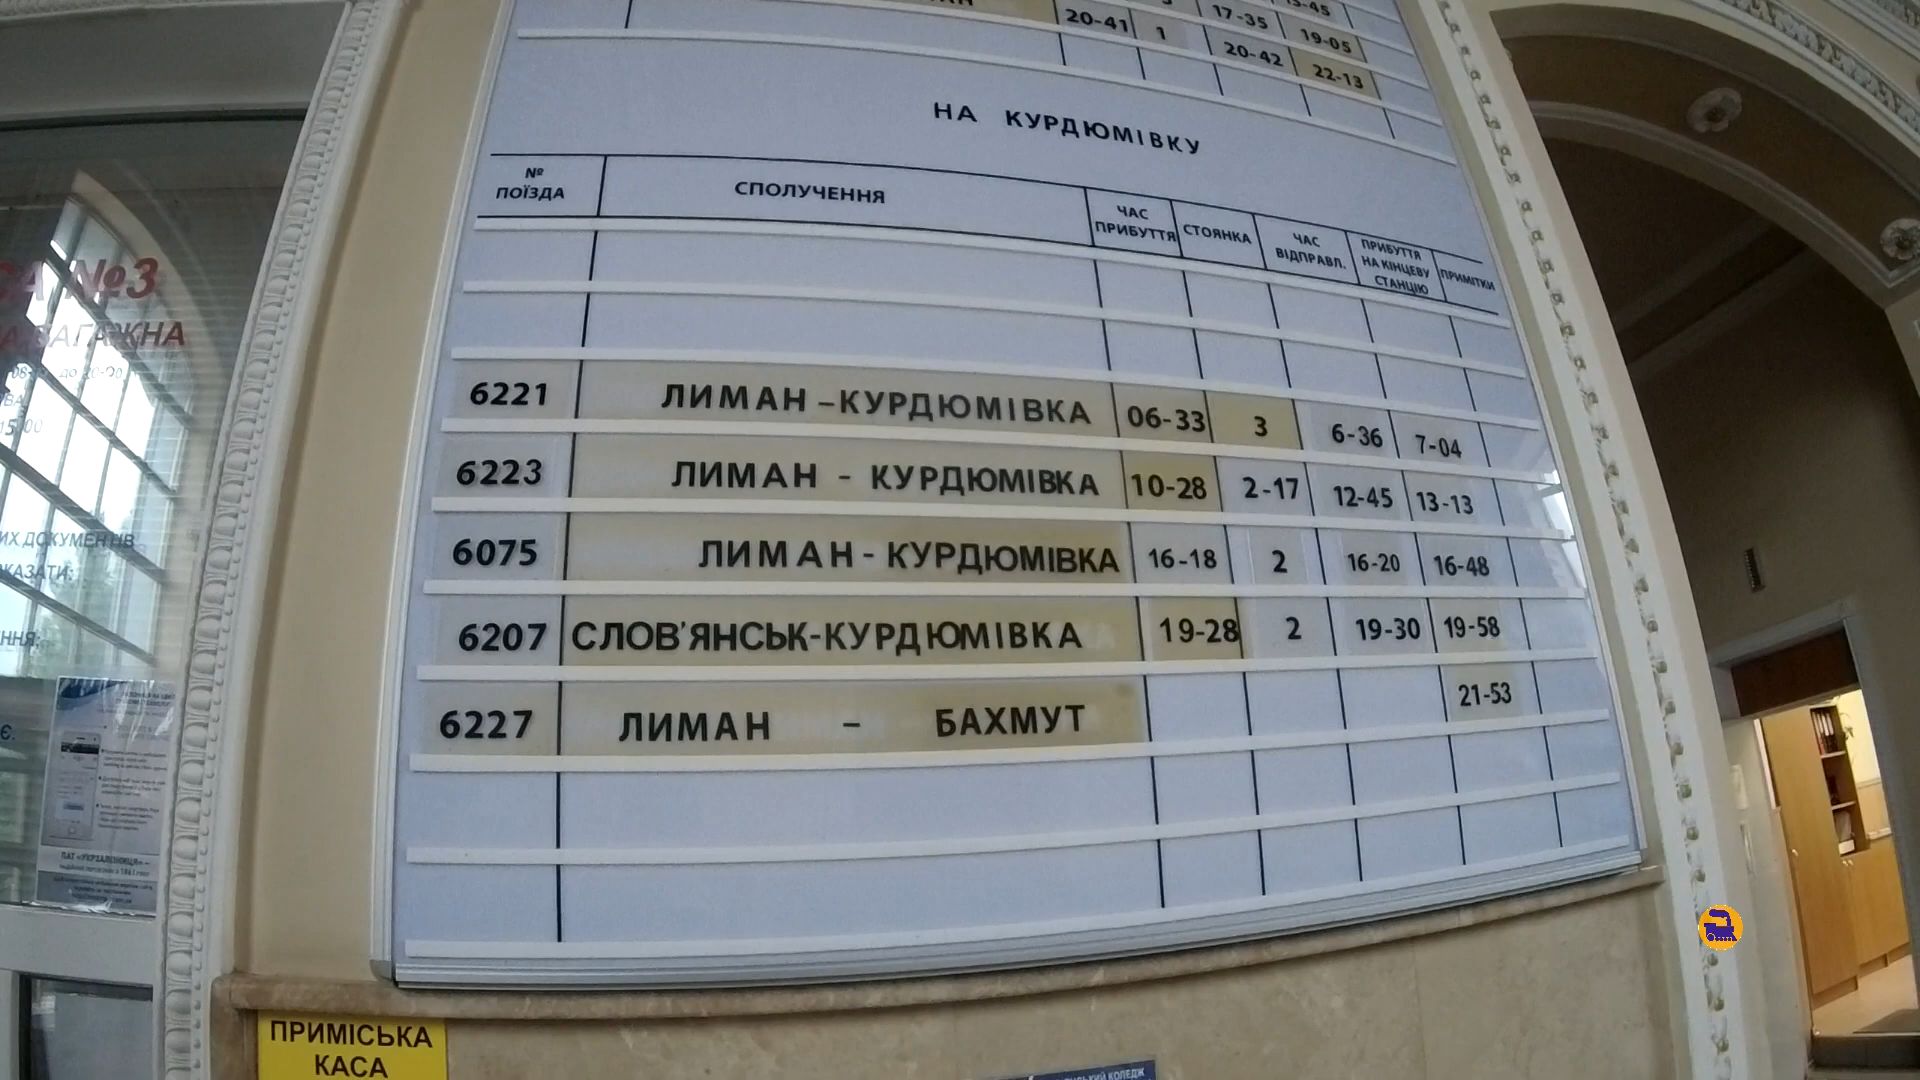 20-41 1 17-35 19-05
20-42 22-13
НА КУРДЮМІВКУ
№ ПОЇЗДА СПОЛУЧЕННЯ ЧАС ПРИБУТТЯ СТОЯНКА ЧАС ВІДПРАВЛ. ПРИБУТТЯ НА КІНЦЕВУ СТАНЦІЮ ПРИМІТКИ
6221 ЛИМАН –КУРДЮМІВКА 06-33 3 6-36 7-04
6223 ЛИМАН - КУРДЮМІВКА 10-28 2-17 12-45 13-13
6075 ЛИМАН- КУРДЮМІВКА 16-18 2 16-20 16-48
6207 СЛОВ'ЯНСЬК-КУРДЮМІВКА 19-28 2 19-30 19-58
6227 ЛИМАН – БАХМУТ 21-53
№3
ПАТ «УКРЗАЛІЗНИЦЯ» –
ПРИМІСЬКА
КАСА
КОЛЕДЖ